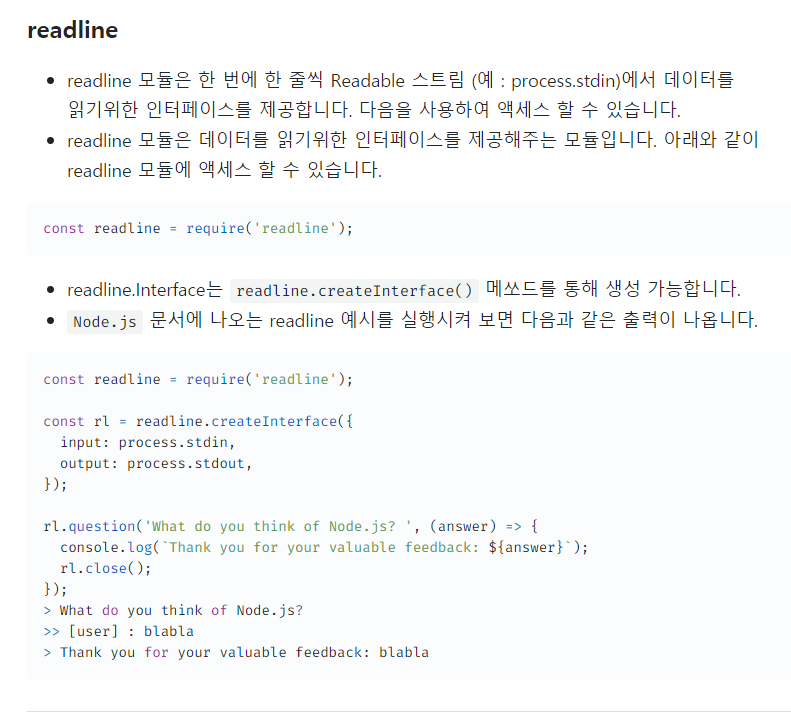 readline
readline 모듈은 한 번에 한 줄씩 Readable 스트림 (예 : process.stdin)에서 데이터를
읽기위한 인터페이스를 제공합니다. 다음을 사용하여 액세스 할 수 있습니다.
readline 모듈은 데이터를 읽기위한 인터페이스를 제공해주는 모듈입니다. 아래와 같이
readline 모듈에 액세스 할 수 있습니다.
const readline = require('readline');
readline.Interface는 readline.createInterface() 메쏘드를 통해 생성 가능합니다.
Node.js 문서에 나오는 readline 예시를 실행시켜 보면 다음과 같은 출력이 나옵니다.
const readline = require('readline');
const rl = readline.createInterface({
  input: process.stdin,
  output: process.stdout,
});
rl.question('What do you think of Node.js? ', (answer) => {
  console.log(`Thank you for your valuable feedback: ${answer}`);
  rl.close();
});
> What do you think of Node.js?
>> [user] : blabla
> Thank you for your valuable feedback: blabla